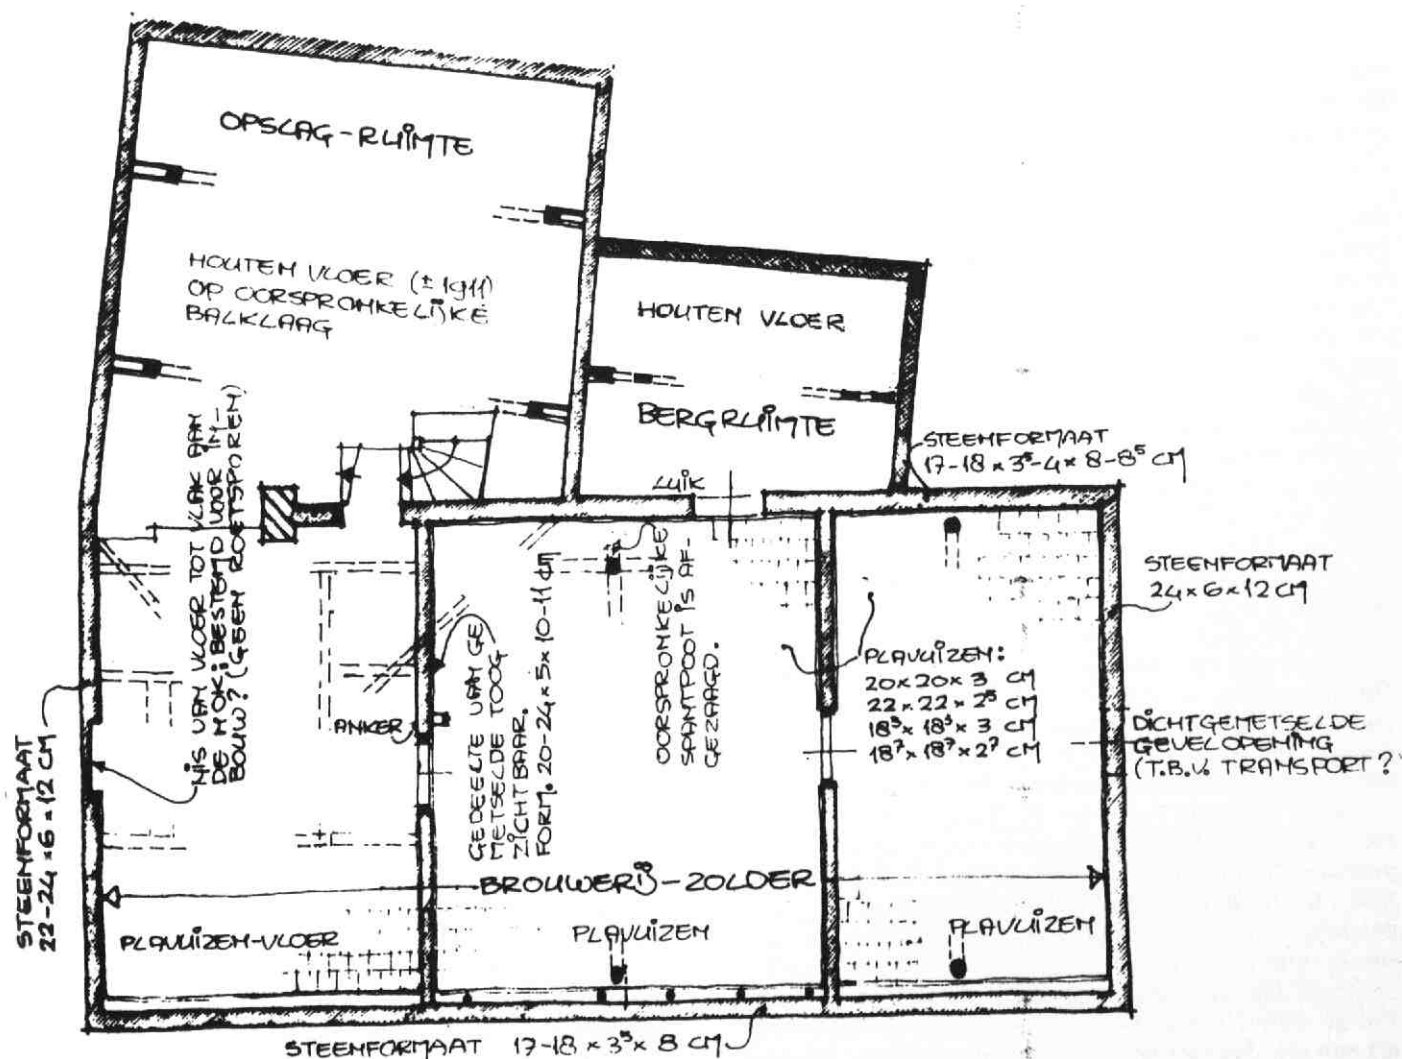 OPSLAG-RUIMTE
HOUTEN VLOER (± 1911)
OP OORSPRONKELIJKE
BALKLAAG
HOUTEN VLOER
BERGRUIMTE
LUIK
STEENFORMAAT
17-18 x 3⁵-4 x 8-8⁵ CM
STEENFORMAAT
24 x 6 x 12 CM
NIS VAN VLOER TOT VLAK AAN
DE NOK; BESTEMD VOOR IN-
BOUW? (GEEN ROETSPOREN)
ANKER
GEDEELTE VAN GE
METSELDE TOOG
ZICHTBAAR.
FORM. 20-24 x 5 x 10-11 CM
OORSPRONKELIJKE
SPANTPOOT IS AF-
GEZAAGD.
PLAVUIZEN:
20 x 20 x 3 CM
22 x 22 x 2⁵ CM
18⁵ x 18⁵ x 3 CM
18⁷ x 18⁷ x 2⁷ CM
DICHTGEMETSELDE
GEVELOPENING
(T.B.V. TRANSPORT?)
STEENFORMAAT
22-24 x 6 x 12 CM
BROUWERIJ-ZOLDER
PLAVUIZEN-VLOER
PLAVUIZEN
PLAVUIZEN
STEENFORMAAT 17-18 x 3⁵ x 8 CM